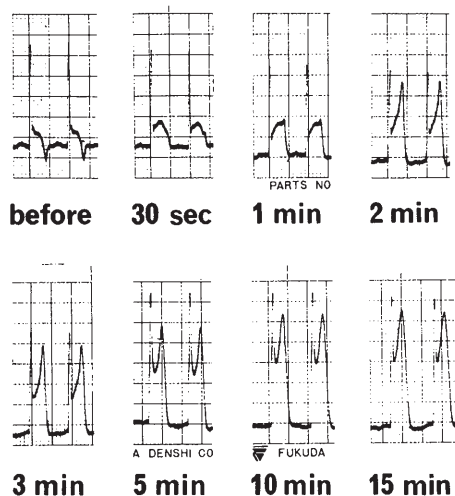 PARTS NO
before 30 sec 1 min 2 min
A DENSHI CO FUKUDA
3 min 5 min 10 min 15 min